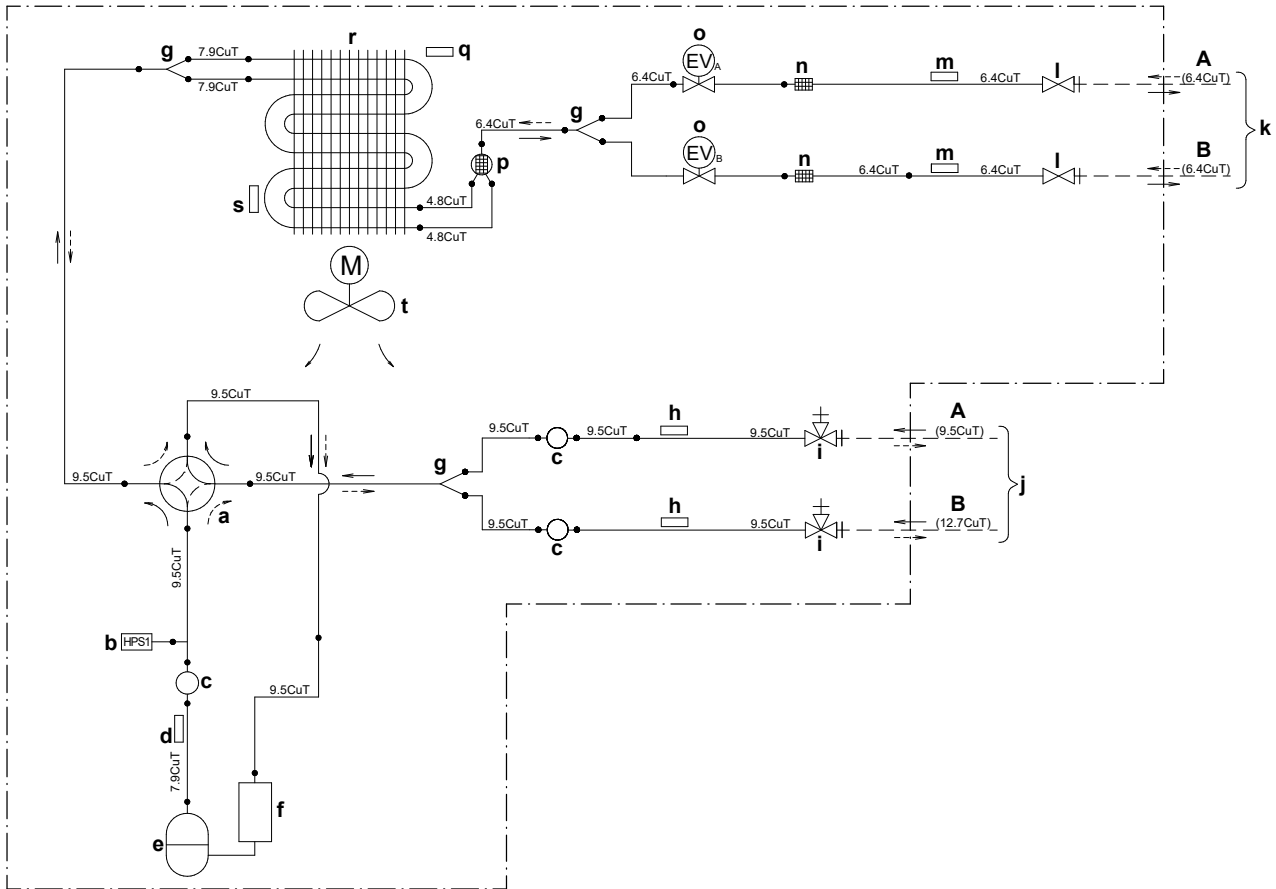 g
7.9CuT
r
q
7.9CuT
o
EVA
6.4CuT
n
m
6.4CuT
l
A
(6.4CuT)
6.4CuT
g
k
p
o
EVB
n
6.4CuT
m
6.4CuT
l
B
(6.4CuT)
s
4.8CuT
4.8CuT
M
t
9.5CuT
9.5CuT
c
9.5CuT
h
9.5CuT
i
A
(9.5CuT)
9.5CuT
a
9.5CuT
g
j
9.5CuT
c
h
9.5CuT
i
B
(12.7CuT)
9.5CuT
b
HPS1
c
9.5CuT
d
7.9CuT
f
e